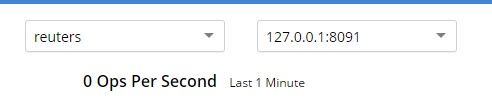 reuters 127.0.0.1:8091
0 Ops Per Second Last 1 Minute